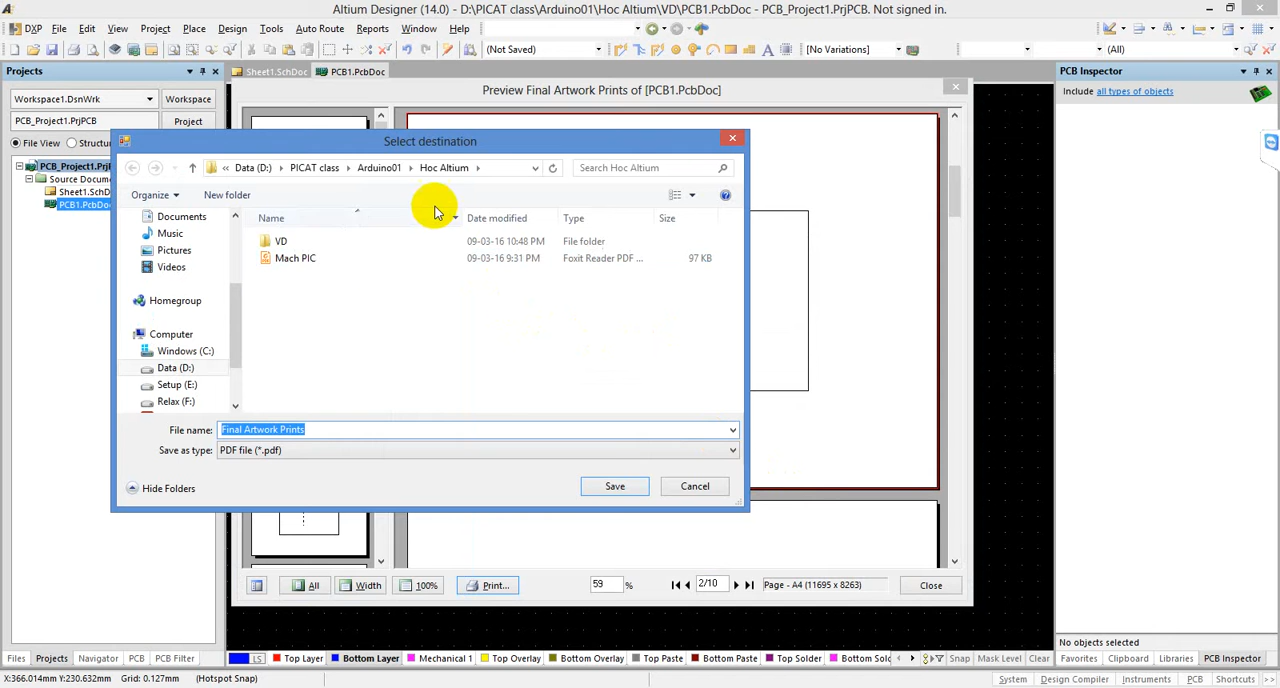 Altium Designer (14.0) - D:\PICAT class\Arduino01\Hoc Altium\VD\PCB1.PcbDoc - PCB_Project1.PrjPCB. Not signed in.
DXP File Edit View Project Place Design Tools Auto Route Reports Window Help
(Not Saved) [No Variations] (All)
Projects
Sheet1.SchDoc PCB1.PcbDoc
PCB Inspector
Workspace1.DsnWrk Workspace
Preview Final Artwork Prints of [PCB1.PcbDoc]
Include all types of objects
PCB_Project1.PrjPCB Project
File View Structu
Select destination
PCB_Project1.PrjPC
Source Docum
Sheet1.SchD
PCB1.PcbDo
« Data (D:) PICAT class Arduino01 Hoc Altium Search Hoc Altium
Organize New folder
Name Date modified Type Size
Documents
Music
Pictures
Videos
Homegroup
Computer
Windows (C:)
Data (D:)
Setup (E:)
Relax (F:)
VD 09-03-16 10:48 PM File folder
Mach PIC 09-03-16 9:31 PM Foxit Reader PDF ... 97 KB
File name: Final Artwork Prints
Save as type: PDF file (*.pdf)
Hide Folders Save Cancel
All Width 100% Print... 59 % 2/10 Page - A4 (11695 x 8263) Close
No objects selected
Files Projects Navigator PCB PCB Filter LS Top Layer Bottom Layer Mechanical 1 Top Overlay Bottom Overlay Top Paste Bottom Paste Top Solder Bottom Sol Snap Mask Level Clear Favorites Clipboard Libraries PCB Inspector
X:366.014mm Y:230.632mm Grid: 0.127mm (Hotspot Snap) System Design Compiler Instruments PCB Shortcuts >>